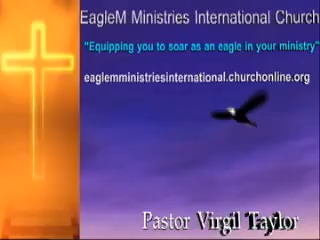 EagleM Ministries International Church
"Equipping you to soar as an eagle in your ministry"
eaglemministriesinternational.churchonline.org
Pastor Virgil Taylor